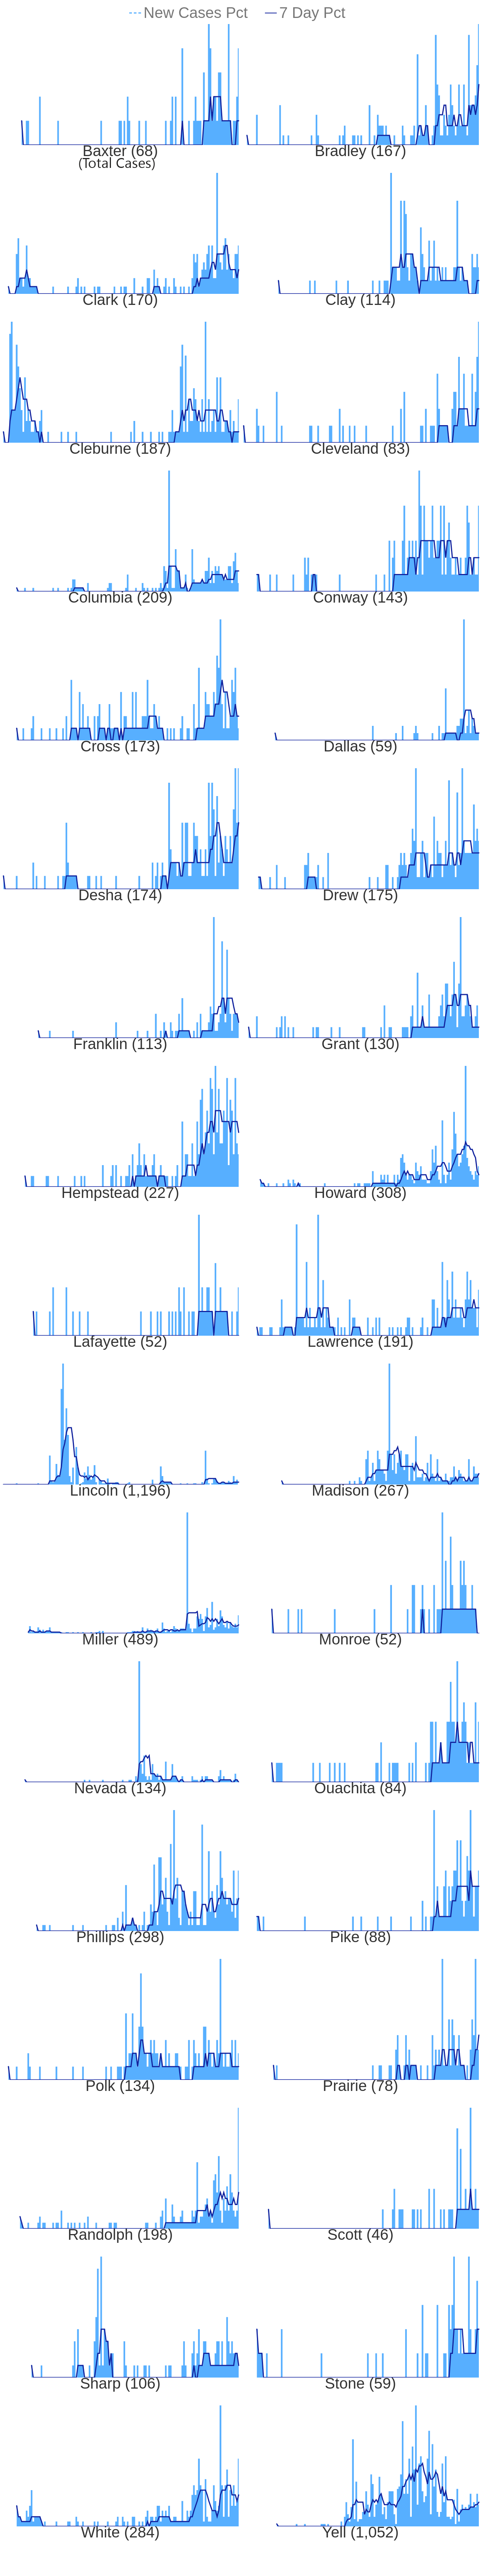 New Cases Pct 7 Day Pct
Baxter (68) Bradley (167)
(Total Cases)
Clark (170) Clay (114)
Cleburne (187) Cleveland (83)
Columbia (209) Conway (143)
Cross (173) Dallas (59)
Desha (174) Drew (175)
Franklin (113) Grant (130)
Hempstead (227) Howard (308)
Lafayette (52) Lawrence (191)
Lincoln (1,196) Madison (267)
Miller (489) Monroe (52)
Nevada (134) Ouachita (84)
Phillips (298) Pike (88)
Polk (134) Prairie (78)
Randolph (198) Scott (46)
Sharp (106) Stone (59)
White (284) Yell (1,052)